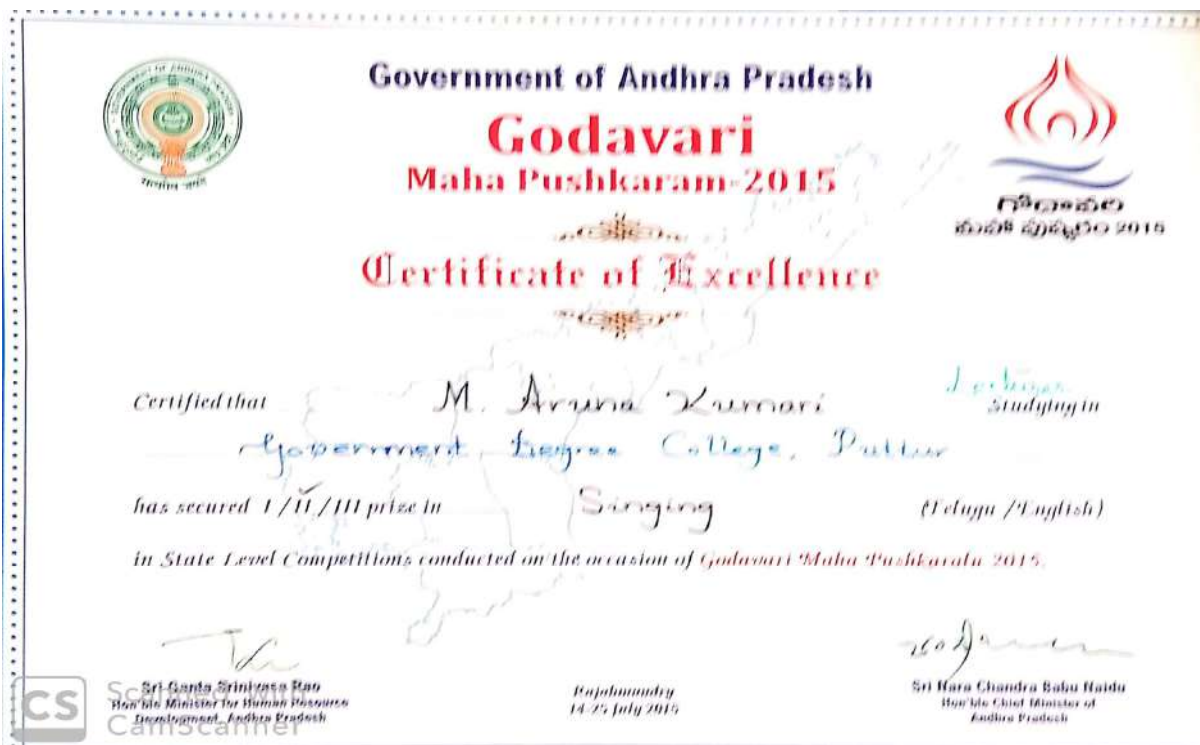 Government of Andhra Pradesh
Godavari
Maha Pushkaram-2015
గోదావరి
మహా పుష్కరం 2015
सत्यमेव जयते
Certificate of Excellence
Certified that M. Aruna Kumari Lecturer Studying in
Government Degree College, Puttur
has secured I/II/III prize in Singing (Telugu / English)
in State Level Competitions conducted on the occasion of Godavari Maha Pushkaralu 2015.
Sri Ganta Srinivasa Rao
Hon'ble Minister for Human Resource
Development, Andhra Pradesh
Rajahmundry
14-25 July 2015
Sri Nara Chandra Babu Naidu
Hon'ble Chief Minister of
Andhra Pradesh
CS Scanned with
CamScanner